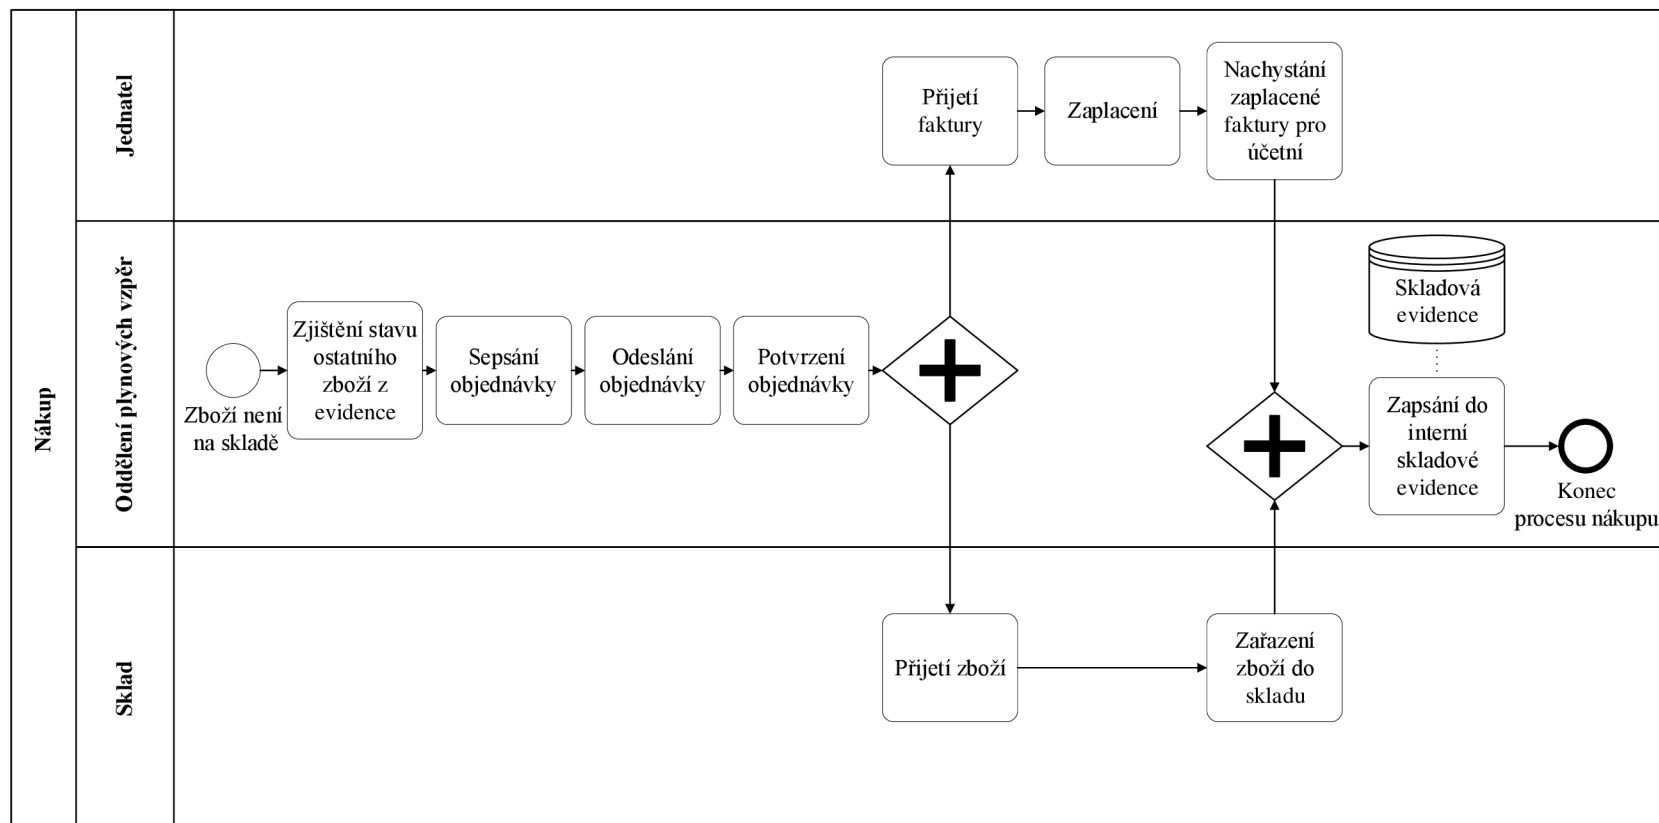 Nákup
Jednatel
Oddělení plynových vzpěr
Sklad
Přijetí
faktury
Zaplacení
Nachystání
zaplacené
faktury pro
účetní
Zboží není
na skladě
Zjištění stavu
ostatního
zboží z
evidence
Sepsání
objednávky
Odeslání
objednávky
Potvrzení
objednávky
Skladová
evidence
Zapsání do
interní
skladové
evidence
Konec
procesu nákupu
Přijetí zboží
Zařazení
zboží do
skladu